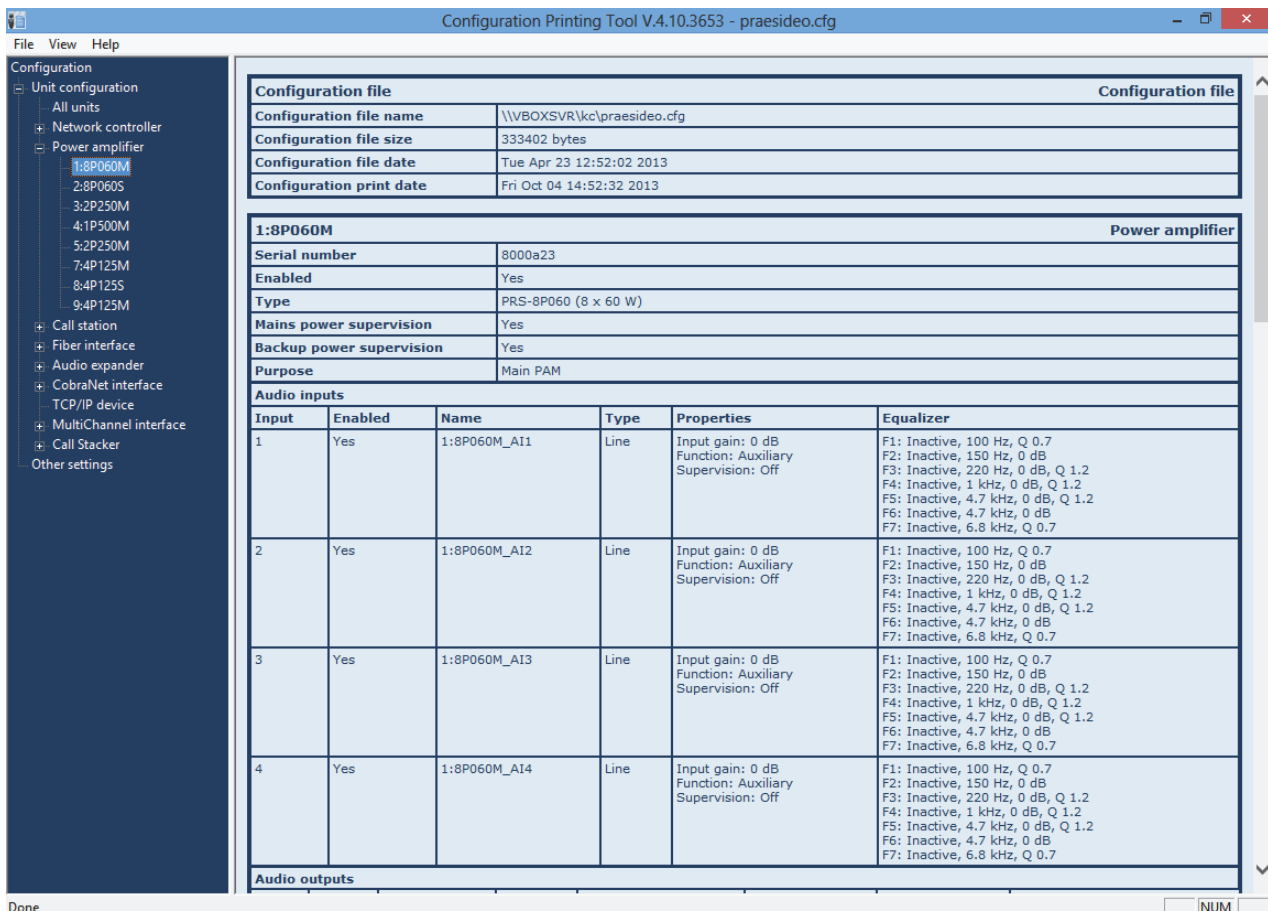 Configuration Printing Tool V.4.10.3653 - praesideo.cfg
File View Help
Configuration
Unit configuration
All units
Network controller
Power amplifier
1:8P060M
2:8P060S
3:2P250M
4:1P500M
5:2P250M
7:4P125M
8:4P125S
9:4P125M
Call station
Fiber interface
Audio expander
CobraNet interface
TCP/IP device
MultiChannel interface
Call Stacker
Other settings
Configuration file Configuration file
Configuration file name \\VBOXSVR\kc\praesideo.cfg
Configuration file size 333402 bytes
Configuration file date Tue Apr 23 12:52:02 2013
Configuration print date Fri Oct 04 14:52:32 2013
1:8P060M Power amplifier
Serial number 8000a23
Enabled Yes
Type PRS-8P060 (8 x 60 W)
Mains power supervision Yes
Backup power supervision Yes
Purpose Main PAM
Audio inputs
Input Enabled Name Type Properties Equalizer
1 Yes 1:8P060M_AI1 Line Input gain: 0 dB F1: Inactive, 100 Hz, Q 0.7
Function: Auxiliary F2: Inactive, 150 Hz, 0 dB
Supervision: Off F3: Inactive, 220 Hz, 0 dB, Q 1.2
F4: Inactive, 1 kHz, 0 dB, Q 1.2
F5: Inactive, 4.7 kHz, 0 dB, Q 1.2
F6: Inactive, 4.7 kHz, 0 dB
F7: Inactive, 6.8 kHz, Q 0.7
2 Yes 1:8P060M_AI2 Line Input gain: 0 dB F1: Inactive, 100 Hz, Q 0.7
Function: Auxiliary F2: Inactive, 150 Hz, 0 dB
Supervision: Off F3: Inactive, 220 Hz, 0 dB, Q 1.2
F4: Inactive, 1 kHz, 0 dB, Q 1.2
F5: Inactive, 4.7 kHz, 0 dB, Q 1.2
F6: Inactive, 4.7 kHz, 0 dB
F7: Inactive, 6.8 kHz, Q 0.7
3 Yes 1:8P060M_AI3 Line Input gain: 0 dB F1: Inactive, 100 Hz, Q 0.7
Function: Auxiliary F2: Inactive, 150 Hz, 0 dB
Supervision: Off F3: Inactive, 220 Hz, 0 dB, Q 1.2
F4: Inactive, 1 kHz, 0 dB, Q 1.2
F5: Inactive, 4.7 kHz, 0 dB, Q 1.2
F6: Inactive, 4.7 kHz, 0 dB
F7: Inactive, 6.8 kHz, Q 0.7
4 Yes 1:8P060M_AI4 Line Input gain: 0 dB F1: Inactive, 100 Hz, Q 0.7
Function: Auxiliary F2: Inactive, 150 Hz, 0 dB
Supervision: Off F3: Inactive, 220 Hz, 0 dB, Q 1.2
F4: Inactive, 1 kHz, 0 dB, Q 1.2
F5: Inactive, 4.7 kHz, 0 dB, Q 1.2
F6: Inactive, 4.7 kHz, 0 dB
F7: Inactive, 6.8 kHz, Q 0.7
Audio outputs
Done NUM